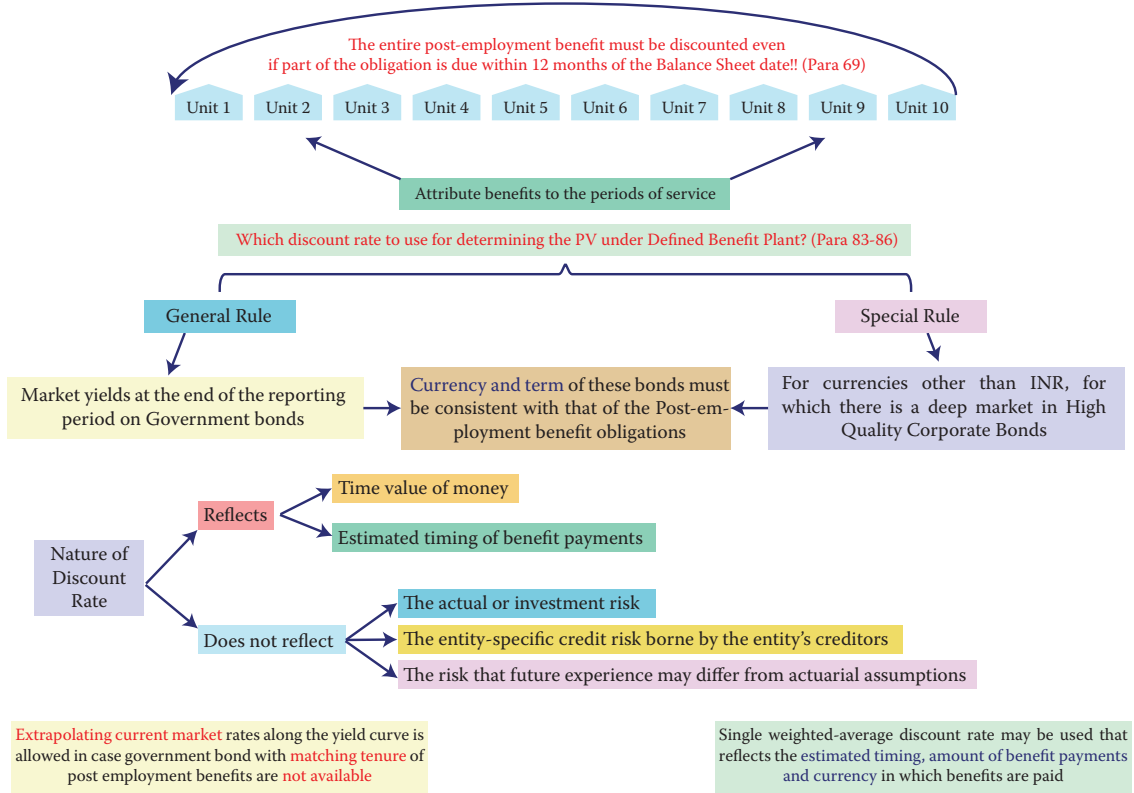 The entire post-employment benefit must be discounted even
if part of the obligation is due within 12 months of the Balance Sheet date!! (Para 69)
Unit 1 Unit 2 Unit 3 Unit 4 Unit 5 Unit 6 Unit 7 Unit 8 Unit 9 Unit 10
Attribute benefits to the periods of service
Which discount rate to use for determining the PV under Defined Benefit Plant? (Para 83-86)
General Rule
Special Rule
Market yields at the end of the reporting
period on Government bonds
Currency and term of these bonds must
be consistent with that of the Post-em-
ployment benefit obligations
For currencies other than INR, for
which there is a deep market in High
Quality Corporate Bonds
Nature of
Discount
Rate
Reflects
Time value of money
Estimated timing of benefit payments
Does not reflect
The actual or investment risk
The entity-specific credit risk borne by the entity's creditors
The risk that future experience may differ from actuarial assumptions
Extrapolating current market rates along the yield curve is
allowed in case government bond with matching tenure of
post employment benefits are not available
Single weighted-average discount rate may be used that
reflects the estimated timing, amount of benefit payments
and currency in which benefits are paid